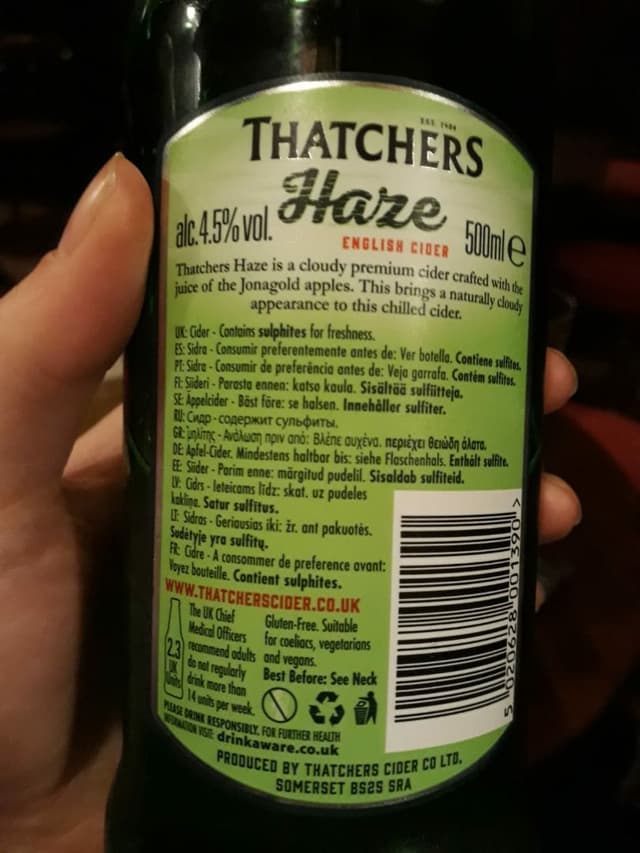 EST. 1904
THATCHERS
Haze
alc.4.5%vol.
ENGLISH CIDER
500ml e
Thatchers Haze is a cloudy premium cider crafted with the
juice of the Jonagold apples. This brings a naturally cloudy
appearance to this chilled cider.
UK: Cider - Contains sulphites for freshness.
ES: Sidra - Consumir preferentemente antes de: Ver botella. Contiene sulfitos.
PT: Sidra - Consumir de preferência antes de: Veja garrafa. Contém sulfitos.
FI: Siideri - Parasta ennen: katso kaula. Sisältää sulfiitteja.
SE: Äppelcider - Bäst före: se halsen. Innehåller sulfiter.
RU: Сидр - содержит сульфиты.
GR: μηλίτης - Ανάλωση πριν από: Βλέπε αυχένα. περιέχει θειώδη άλατα.
DE: Apfel-Cider. Mindestens haltbar bis: siehe Flaschenhals. Enthält sulfite.
EE: Siider - Parim enne: märgitud pudelil. Sisaldab sulfiteid.
LV: Cidrs - Ieteicams līdz: skat. uz pudeles
kakliņa. Satur sulfītus.
LT: Sidras - Geriausias iki: žr. ant pakuotės.
Sudėtyje yra sulfitų.
FR: Cidre - A consommer de preference avant:
Voyez bouteille. Contient sulphites.
WWW.THATCHERSCIDER.CO.UK
2.3
UK
Units
The UK Chief
Medical Officers
recommend adults
do not regularly
drink more than
14 units per week.
Gluten-Free. Suitable
for coeliacs, vegetarians
and vegans.
Best Before: See Neck
PLEASE DRINK RESPONSIBLY. FOR FURTHER HEALTH
INFORMATION VISIT: drinkaware.co.uk
PRODUCED BY THATCHERS CIDER CO LTD,
SOMERSET BS25 5RA
5 020628 001390 >